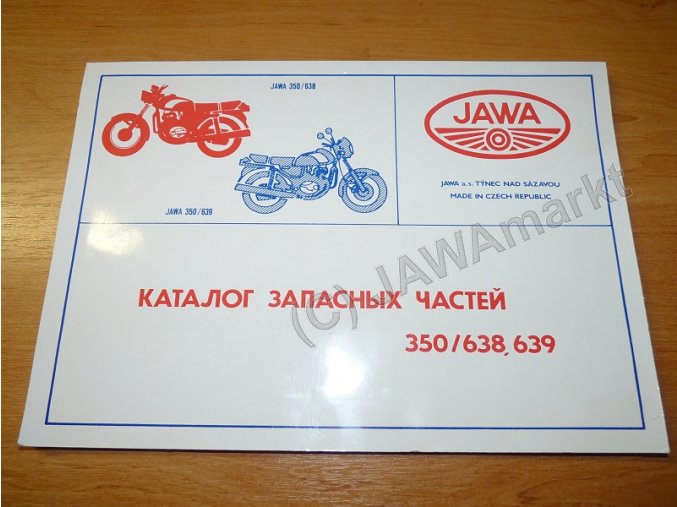 JAWA 350/638
JAWA 350/639
JAWA
JAWA a.s. TÝNEC NAD SÁZAVOU
MADE IN CZECH REPUBLIC
КАТАЛОГ ЗАПАСНЫХ ЧАСТЕЙ
350/638, 639
(C) JAWAmarkt